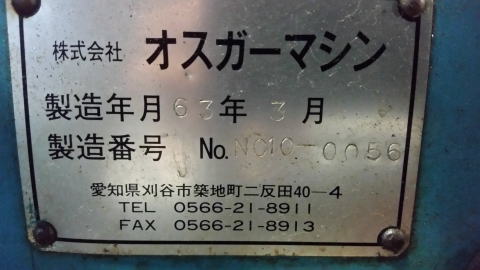 株式会社 オスガーマシン
製造年月 63年 3月
製造番号 No. NC10-0056
愛知県刈谷市築地町二反田40-4
TEL 0566-21-8911
FAX 0566-21-8913